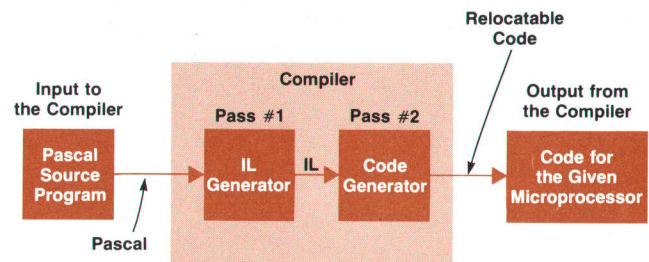 Relocatable
Code
Input to
the Compiler
Compiler
Output from
the Compiler
Pass #1
Pass #2
Pascal
Source
Program
IL
Generator
IL
Code
Generator
Code for
the Given
Microprocessor
Pascal